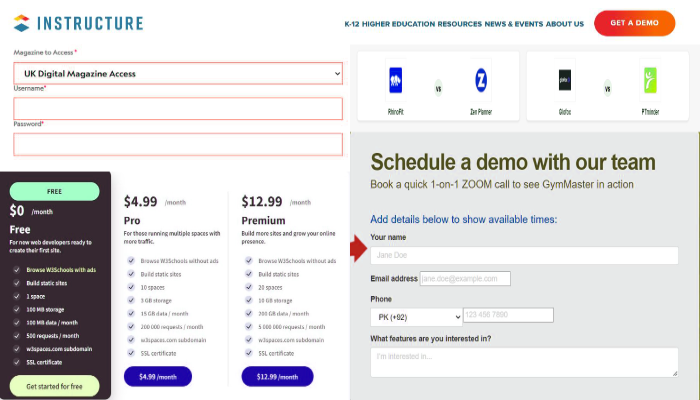 INSTRUCTURE
K-12 HIGHER EDUCATION RESOURCES NEWS & EVENTS ABOUT US
GET A DEMO
Magazine to Access *
UK Digital Magazine Access
Username*
Password*
RhinoFit
VS
Zen Planner
Glofox
VS
PTminder
FREE
$0 /month
Free
For new web developers ready to
create their first site.
Browse W3Schools with ads
Build static sites
1 space
100 MB storage
100 MB data / month
500 requests / month
w3spaces.com subdomain
SSL certificate
Get started for free
$4.99 /month
Pro
For those running multiple spaces with
more traffic.
Browse W3Schools without ads
Build static sites
10 spaces
3 GB storage
15 GB data / month
200 000 requests / month
w3spaces.com subdomain
SSL certificate
$4.99 /month
$12.99 /month
Premium
Build more sites and grow your online
presence.
Browse W3Schools without ads
Build static sites
20 spaces
10 GB storage
200 GB data / month
5 000 000 requests / month
w3spaces.com subdomain
SSL certificate
$12.99 /month
Schedule a demo with our team
Book a quick 1-on-1 ZOOM call to see GymMaster in action
Add details below to show available times:
Your name
Jane Doe
Email address jane.doe@example.com
Phone
PK (+92) 123 456 7890
What features are you interested in?
I'm interested in...